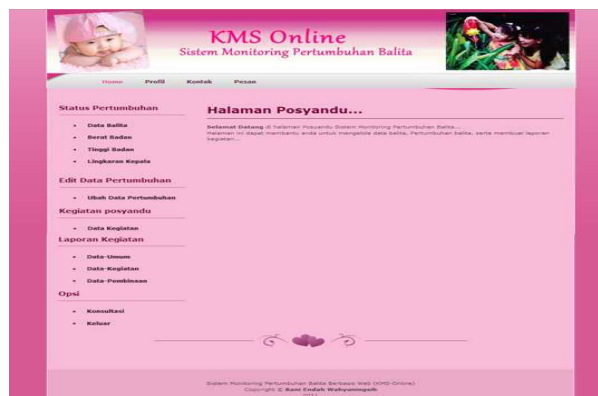 KMS Online
Sistem Monitoring Pertumbuhan Balita
Home Profil Kontak Pesan
Status Pertumbuhan
Data Balita
Berat Badan
Tinggi Badan
Lingkaran Kepala
Edit Data Pertumbuhan
Ubah Data Pertumbuhan
Kegiatan posyandu
Data Kegiatan
Laporan Kegiatan
Data-Umum
Data-Kegiatan
Data-Pembinaan
Opsi
Konsultasi
Keluar
Halaman Posyandu...
Selamat Datang di halaman Posyandu Sistem Monitoring Pertumbuhan Balita...
Halaman ini dapat membantu anda untuk mengelola data balita, Pertumbuhan balita, serta membuat laporan
kegiatan...
Sistem Monitoring Pertumbuhan Balita Berbasis Web (KMS-Online)
Copyright © Endah Wahyuningsih